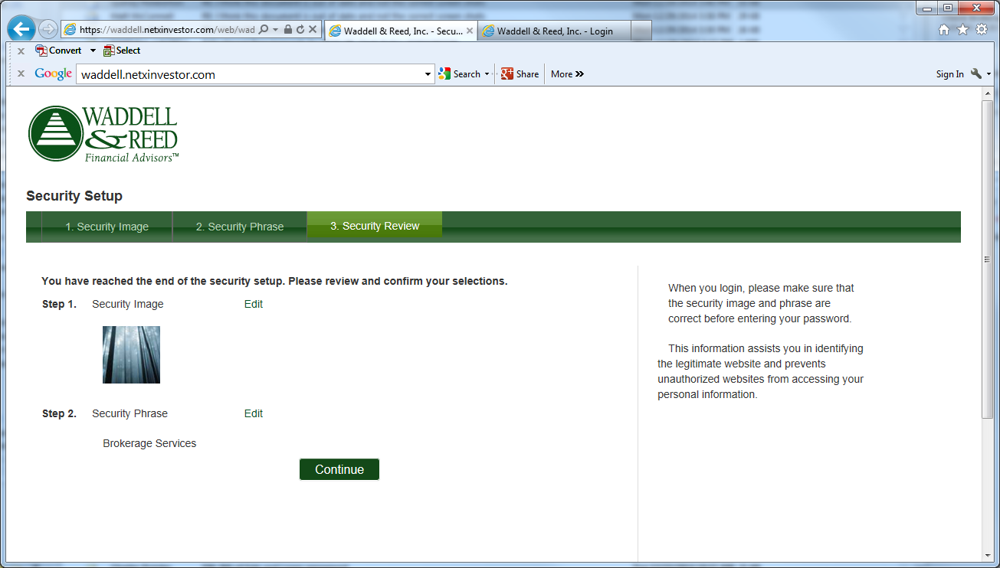 https://waddell.netxinvestor.com/web/wad
Waddell & Reed, Inc. - Secu...
Waddell & Reed, Inc. - Login
x Convert Select
x Google waddell.netxinvestor.com Search Share More Sign In
WADDELL
& REED
Financial Advisors™
Security Setup
1. Security Image
2. Security Phrase
3. Security Review
You have reached the end of the security setup. Please review and confirm your selections.
Step 1. Security Image Edit
Step 2. Security Phrase Edit
Brokerage Services
Continue
When you login, please make sure that
the security image and phrase are
correct before entering your password.
This information assists you in identifying
the legitimate website and prevents
unauthorized websites from accessing your
personal information.